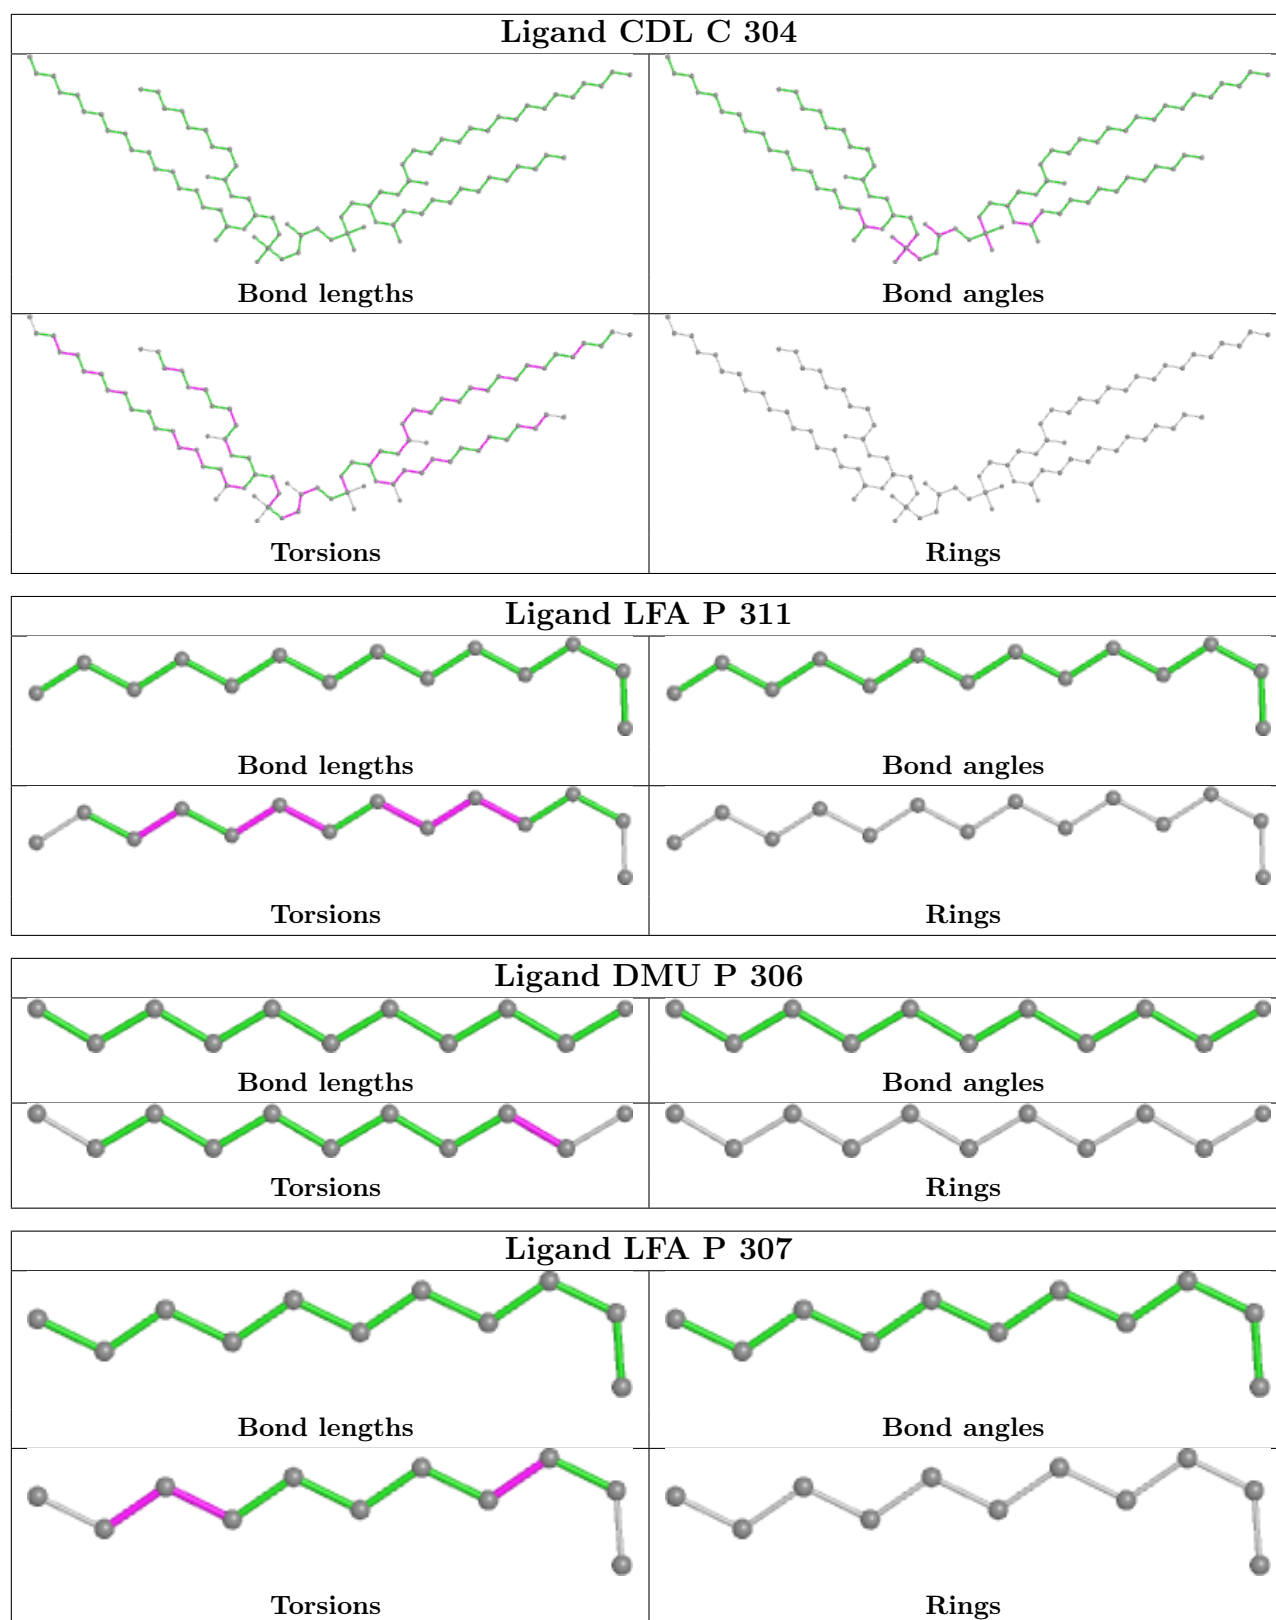 Ligand CDL C 304
Bond lengths
Bond angles
Torsions
Rings
Ligand LFA P 311
Bond lengths
Bond angles
Torsions
Rings
Ligand DMU P 306
Bond lengths
Bond angles
Torsions
Rings
Ligand LFA P 307
Bond lengths
Bond angles
Torsions
Rings